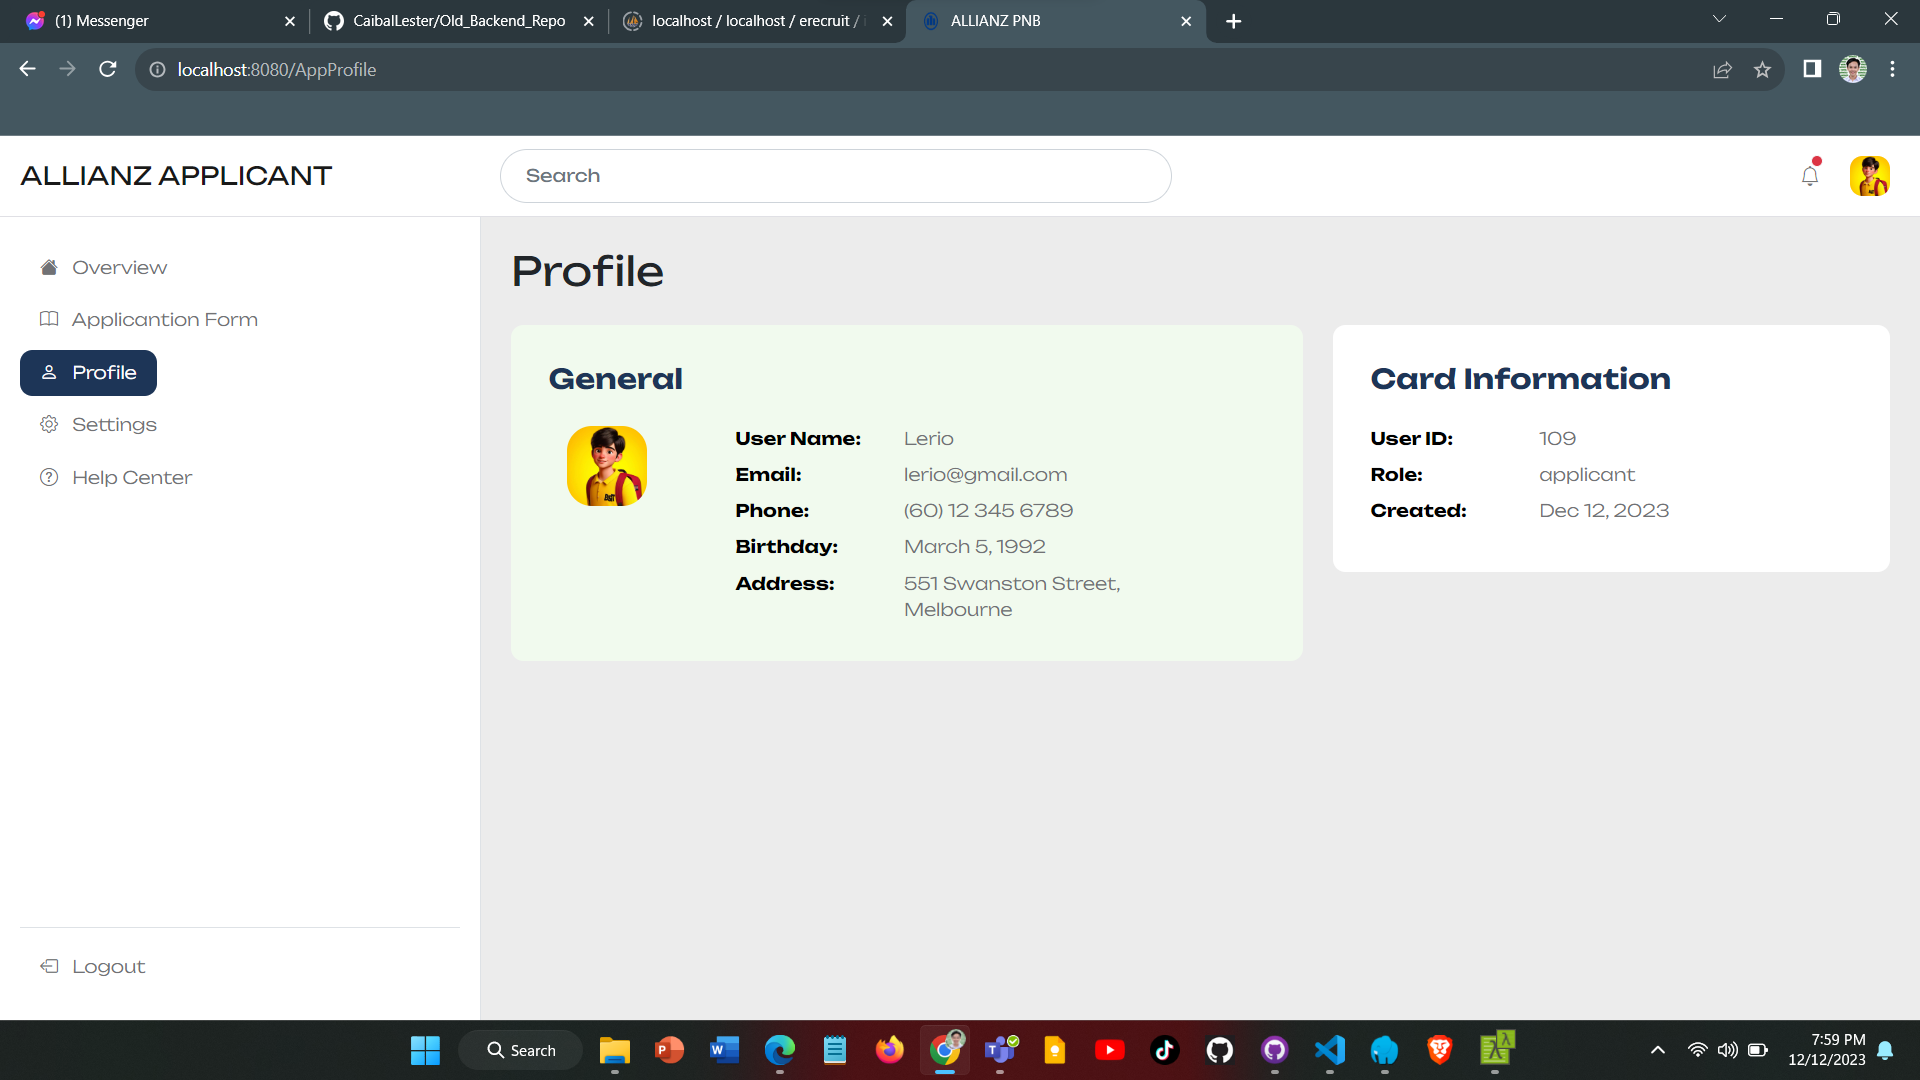 (1) Messenger
CaibalLester/Old_Backend_Repo
localhost / localhost / erecruit /
ALLIANZ PNB
localhost:8080/AppProfile
ALLIANZ APPLICANT
Search
Overview
Applicantion Form
Profile
Settings
Help Center
Logout
Profile
General
User Name: Lerio
Email: lerio@gmail.com
Phone: (60) 12 345 6789
Birthday: March 5, 1992
Address: 551 Swanston Street,
Melbourne
Card Information
User ID: 109
Role: applicant
Created: Dec 12, 2023
Search
7:59 PM
12/12/2023